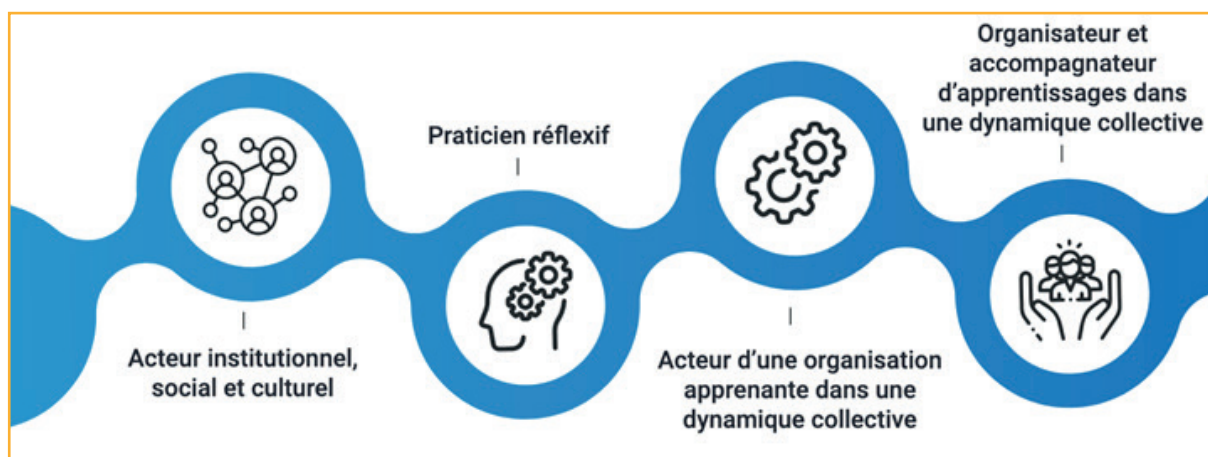 Acteur institutionnel,
social et culturel
Praticien réflexif
Acteur d’une organisation
apprenante dans une
dynamique collective
Organisateur et
accompagnateur
d’apprentissages dans
une dynamique collective